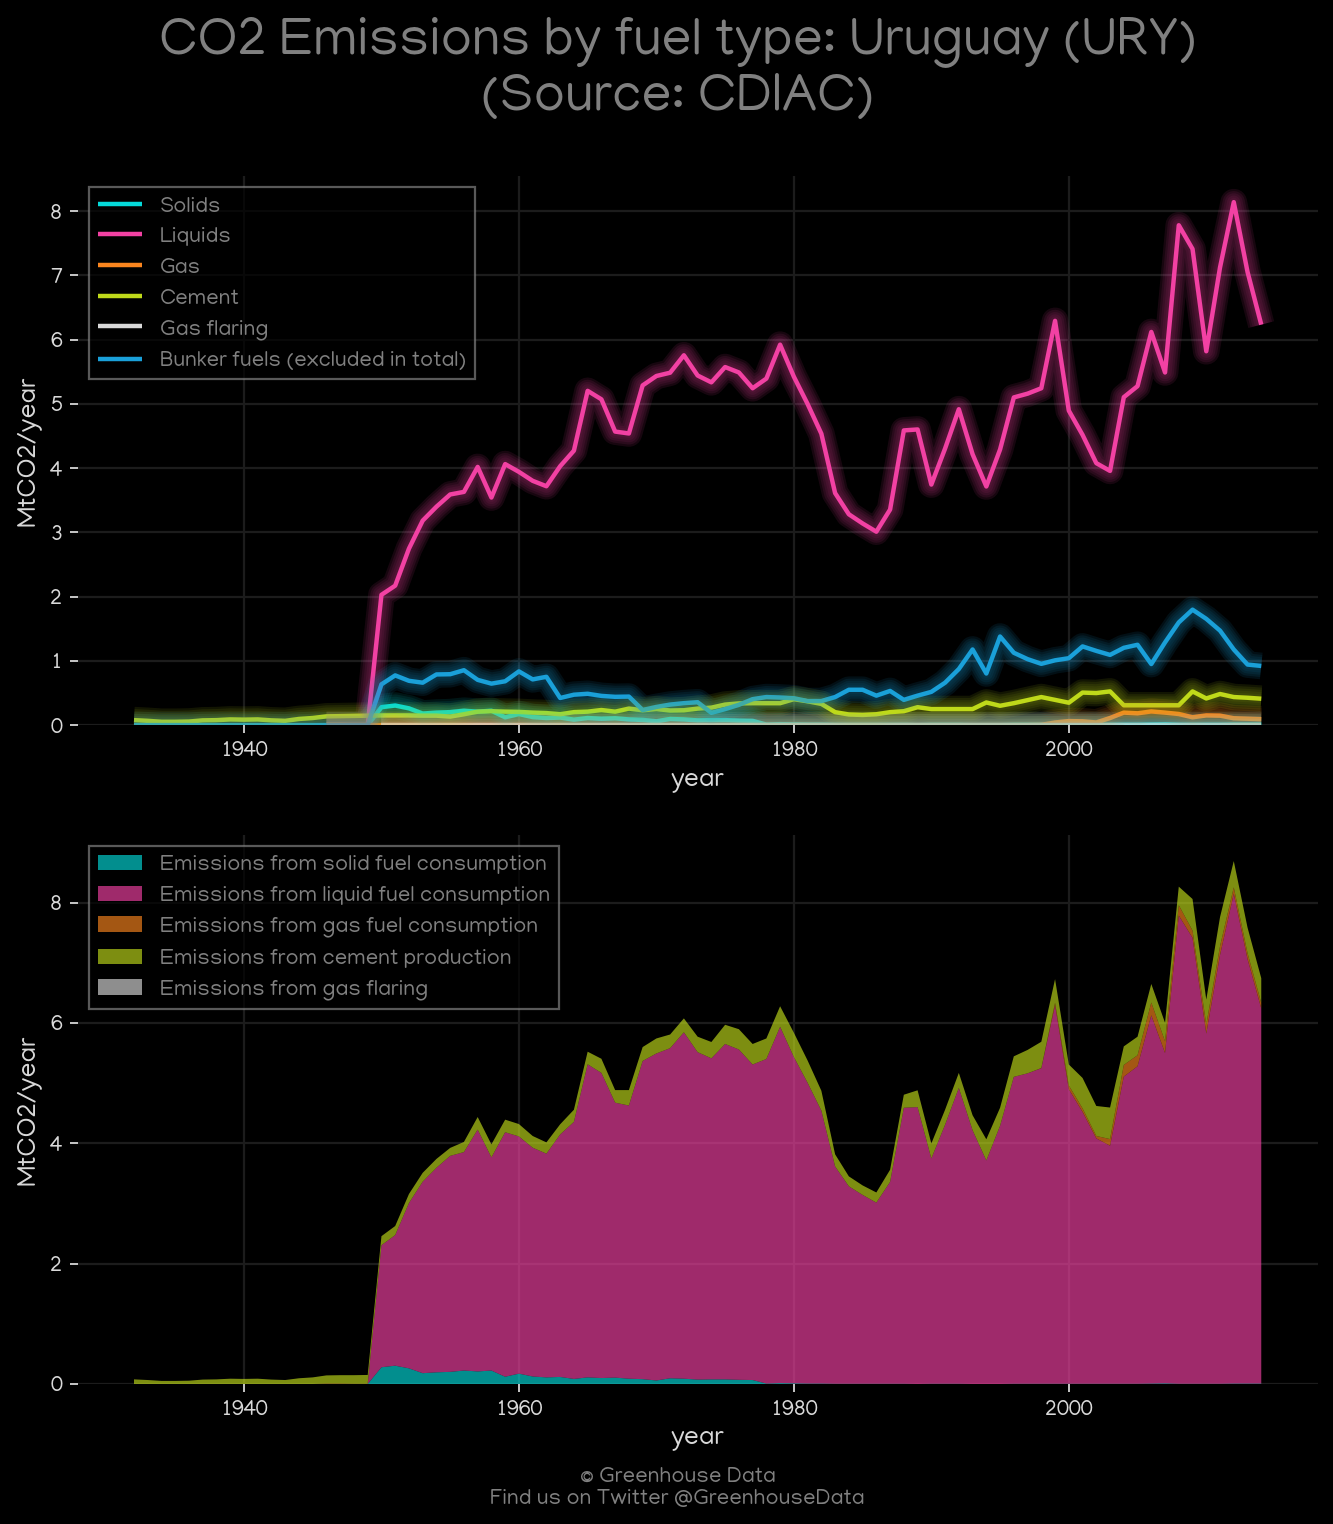 CO2 Emissions by fuel type: Uruguay (URY)
(Source: CDIAC)
Solids
Liquids
Gas
Cement
Gas flaring
Bunker fuels (excluded in total)
MtCO2/year
8
7
6
5
4
3
2
1
0
1940 1960 1980 2000
year
Emissions from solid fuel consumption
Emissions from liquid fuel consumption
Emissions from gas fuel consumption
Emissions from cement production
Emissions from gas flaring
MtCO2/year
8
6
4
2
0
1940 1960 1980 2000
year
© Greenhouse Data
Find us on Twitter @GreenhouseData